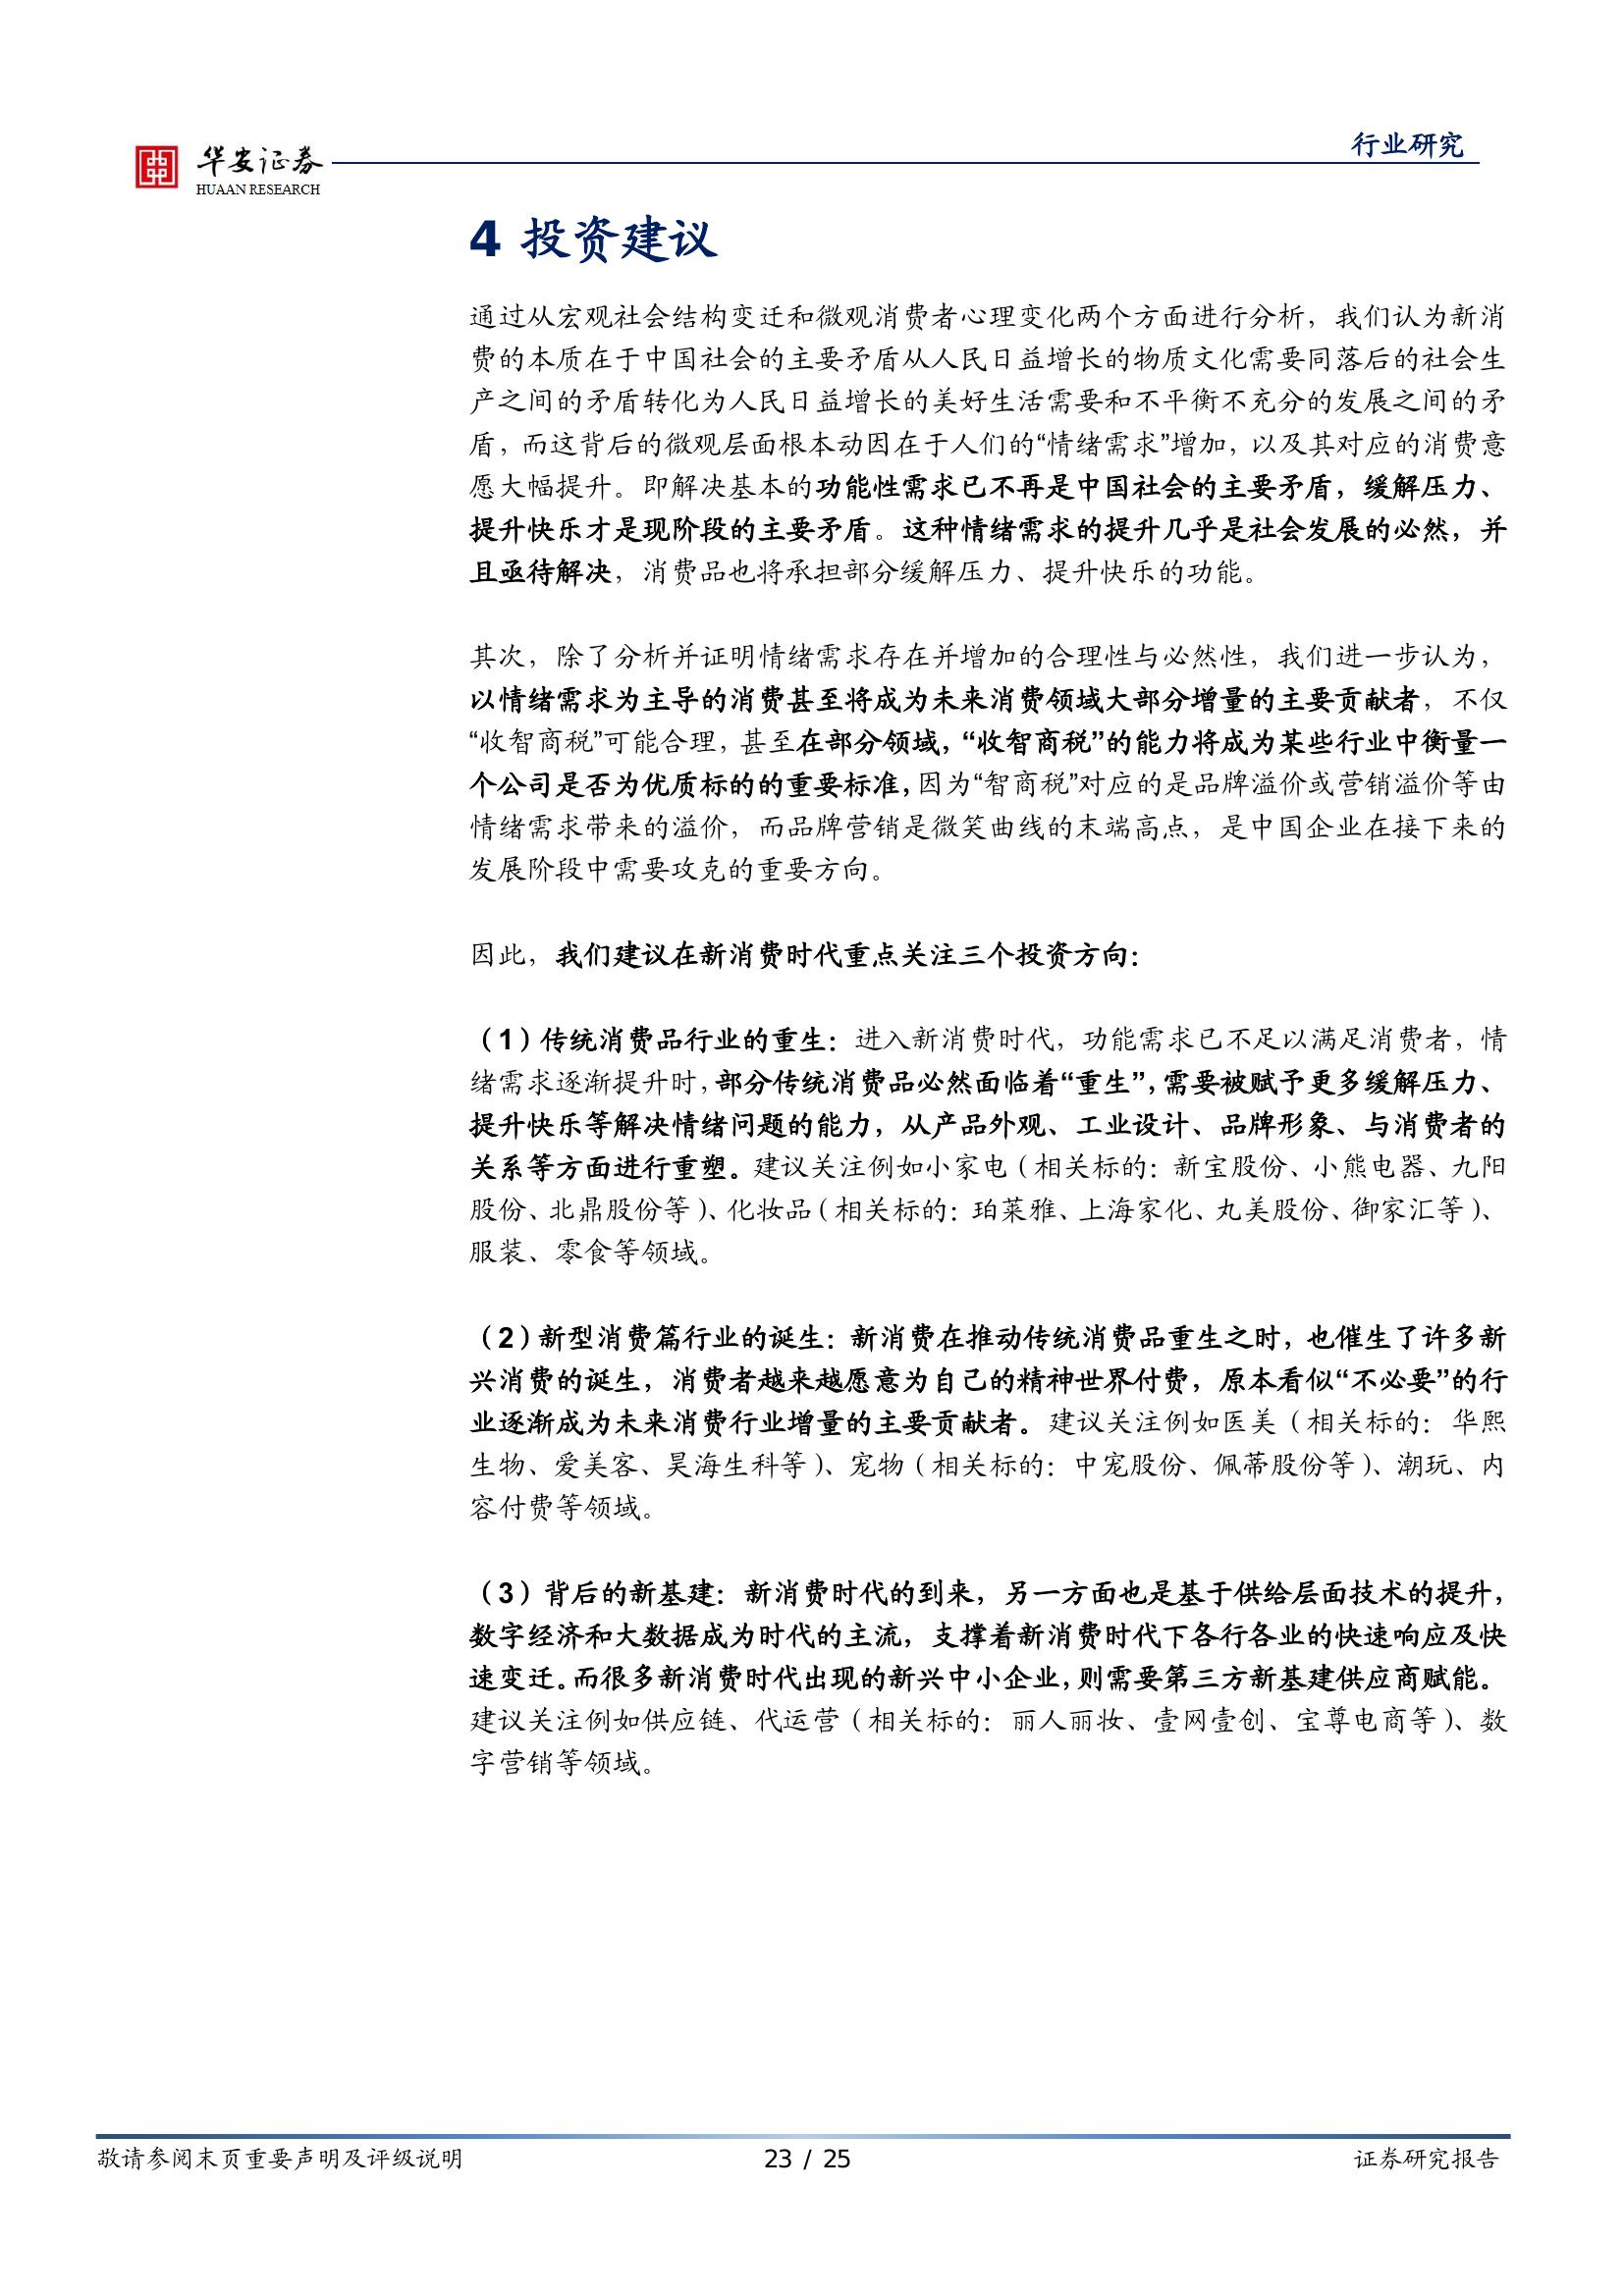 华安证券
HUAAN RESEARCH
行业研究
4 投资建议
通过从宏观社会结构变迁和微观消费者心理变化两个方面进行分析，我们认为新消
费的本质在于中国社会的主要矛盾从人民日益增长的物质文化需要同落后的社会生
产之间的矛盾转化为人民日益增长的美好生活需要和不平衡不充分的发展之间的矛
盾，而这背后的微观层面根本动因在于人们的“情绪需求”增加，以及其对应的消费意
愿大幅提升。即解决基本的功能性需求已不再是中国社会的主要矛盾，缓解压力、
提升快乐才是现阶段的主要矛盾。这种情绪需求的提升几乎是社会发展的必然，并
且亟待解决，消费品也将承担部分缓解压力、提升快乐的功能。
其次，除了分析并证明情绪需求存在并增加的合理性与必然性，我们进一步认为，
以情绪需求为主导的消费甚至将成为未来消费领域大部分增量的主要贡献者，不仅
“收智商税”可能合理，甚至在部分领域，“收智商税”的能力将成为某些行业中衡量一
个公司是否为优质标的的重要标准，因为“智商税”对应的是品牌溢价或营销溢价等由
情绪需求带来的溢价，而品牌营销是微笑曲线的末端高点，是中国企业在接下来的
发展阶段中需要攻克的重要方向。
因此，我们建议在新消费时代重点关注三个投资方向：
（1）传统消费品行业的重生：进入新消费时代，功能需求已不足以满足消费者，情
绪需求逐渐提升时，部分传统消费品必然面临着“重生”，需要被赋予更多缓解压力、
提升快乐等解决情绪问题的能力，从产品外观、工业设计、品牌形象、与消费者的
关系等方面进行重塑。建议关注例如小家电（相关标的：新宝股份、小熊电器、九阳
股份、北鼎股份等）、化妆品（相关标的：珀莱雅、上海家化、丸美股份、御家汇等）、
服装、零食等领域。
（2）新型消费篇行业的诞生：新消费在推动传统消费品重生之时，也催生了许多新
兴消费的诞生，消费者越来越愿意为自己的精神世界付费，原本看似“不必要”的行
业逐渐成为未来消费行业增量的主要贡献者。建议关注例如医美（相关标的：华熙
生物、爱美客、昊海生科等）、宠物（相关标的：中宠股份、佩蒂股份等）、潮玩、内
容付费等领域。
（3）背后的新基建：新消费时代的到来，另一方面也是基于供给层面技术的提升，
数字经济和大数据成为时代的主流，支撑着新消费时代下各行各业的快速响应及快
速变迁。而很多新消费时代出现的新兴中小企业，则需要第三方新基建供应商赋能。
建议关注例如供应链、代运营（相关标的：丽人丽妆、壹网壹创、宝尊电商等）、数
字营销等领域。
敬请参阅末页重要声明及评级说明
23 / 25
证券研究报告